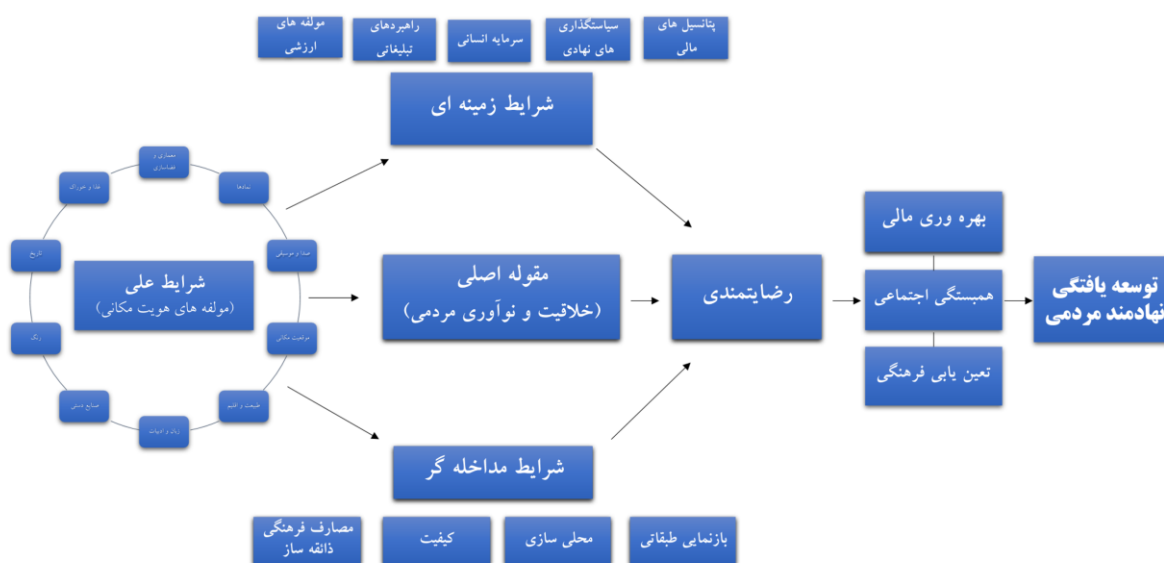 پتانسیل های
مالی
سیاستگذاری
های نهادی
سرمایه انسانی
راهبردهای
تبلیغاتی
مولفه های
ارزشی
شرایط زمینه ای
معماری و
فضاسازی
نمادها
صدا و موسیقی
موقعیت مکانی
طبیعت و اقلیم
زبان و ادبیات
صنایع دستی
رنگ
تاریخ
غذا و خوراک
شرایط علی
(مولفه های هویت مکانی)
مقوله اصلی
(خلاقیت و نوآوری مردمی)
رضایتمندی
بهره وری مالی
همبستگی اجتماعی
تعین یابی فرهنگی
توسعه یافتگی
نهادمند مردمی
شرایط مداخله گر
بازنمایی طبقاتی
محلی سازی
کیفیت
مصارف فرهنگی
ذائقه ساز